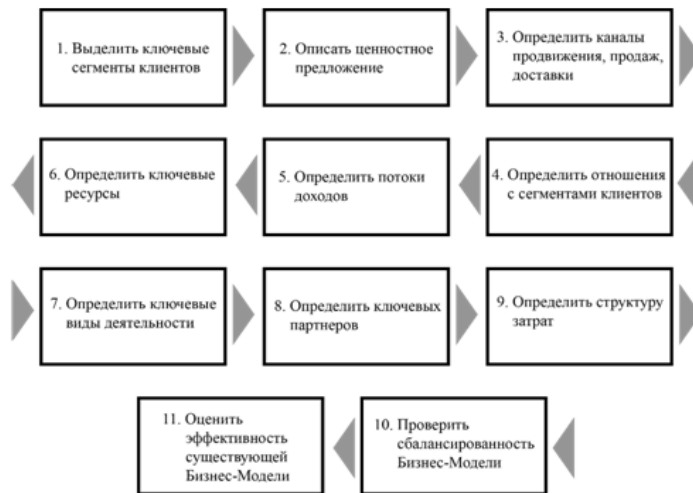 1. Выделить ключевые
сегменты клиентов
2. Описать ценностное
предложение
3. Определить каналы
продвижения, продаж,
доставки
6. Определить ключевые
ресурсы
5. Определить потоки
доходов
4. Определить отношения
с сегментами клиентов
7. Определить ключевые
виды деятельности
8. Определить ключевых
партнеров
9. Определить структуру
затрат
11. Оценить
эффективность
существующей
Бизнес-Модели
10. Проверить
сбалансированность
Бизнес-Модели